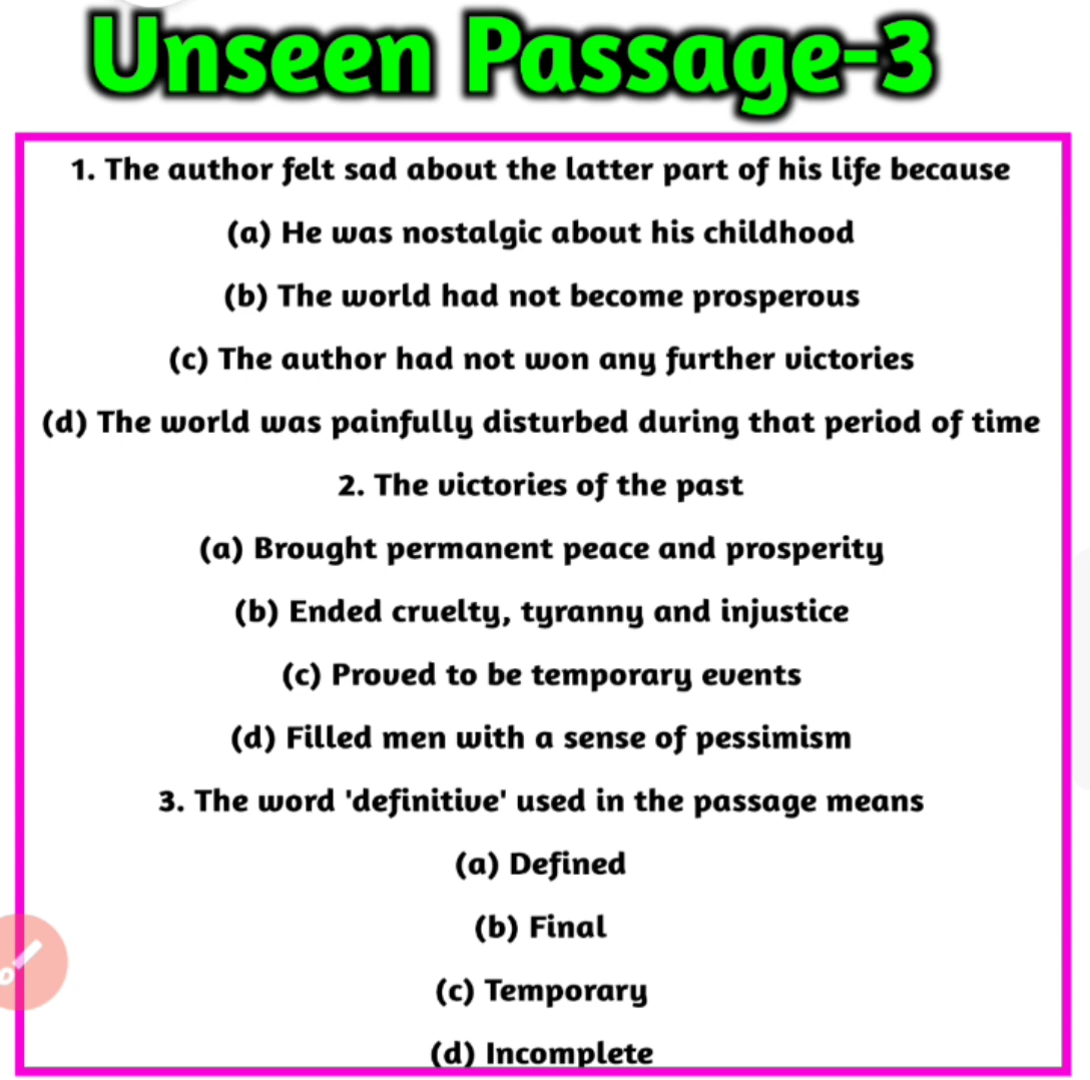 Unseen Passage-3
1. The author felt sad about the latter part of his life because
(a) He was nostalgic about his childhood
(b) The world had not become prosperous
(c) The author had not won any further victories
(d) The world was painfully disturbed during that period of time
2. The victories of the past
(a) Brought permanent peace and prosperity
(b) Ended cruelty, tyranny and injustice
(c) Proved to be temporary events
(d) Filled men with a sense of pessimism
3. The word 'definitive' used in the passage means
(a) Defined
(b) Final
(c) Temporary
(d) Incomplete